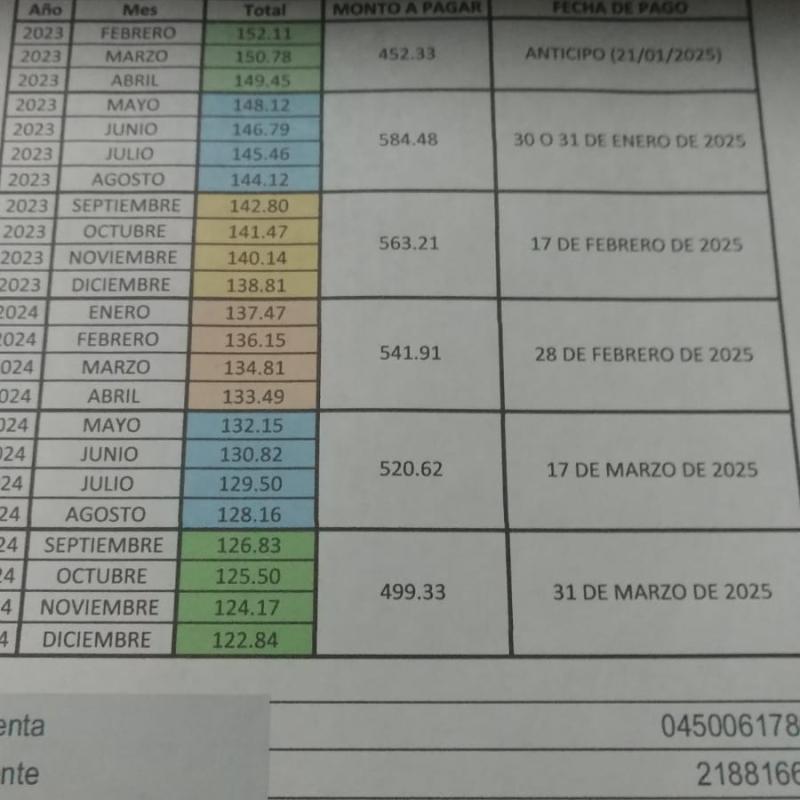 Año Mes Total MONTO A PAGAR FECHA DE PAGO
2023 FEBRERO 152.11
2023 MARZO 150.78 452.33 ANTICIPO (21/01/2025)
2023 ABRIL 149.45
2023 MAYO 148.12
2023 JUNIO 146.79 584.48 30 O 31 DE ENERO DE 2025
2023 JULIO 145.46
2023 AGOSTO 144.12
2023 SEPTIEMBRE 142.80
2023 OCTUBRE 141.47 563.21 17 DE FEBRERO DE 2025
2023 NOVIEMBRE 140.14
2023 DICIEMBRE 138.81
2024 ENERO 137.47
2024 FEBRERO 136.15 541.91 28 DE FEBRERO DE 2025
024 MARZO 134.81
024 ABRIL 133.49
024 MAYO 132.15
024 JUNIO 130.82 520.62 17 DE MARZO DE 2025
24 JULIO 129.50
24 AGOSTO 128.16
24 SEPTIEMBRE 126.83
24 OCTUBRE 125.50 499.33 31 DE MARZO DE 2025
4 NOVIEMBRE 124.17
4 DICIEMBRE 122.84
enta 045006178
nte 2188166